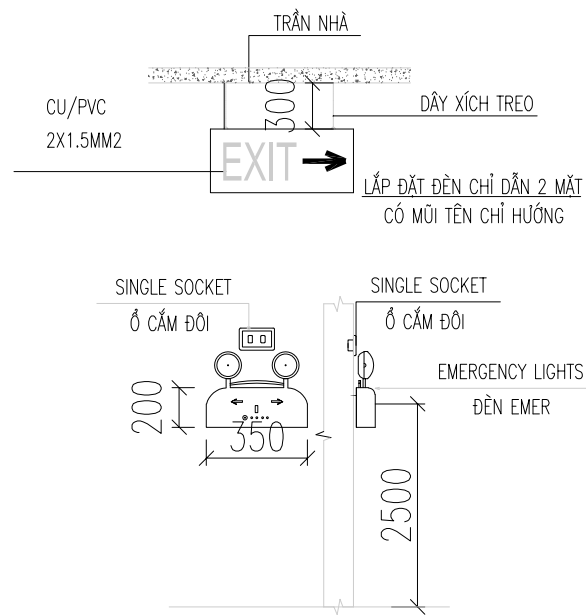 TRẦN NHÀ
CU/PVC
2X1.5MM2
300
DÂY XÍCH TREO
EXIT
LẮP ĐẶT ĐÈN CHỈ DẪN 2 MẶT
CÓ MŨI TÊN CHỈ HƯỚNG
SINGLE SOCKET
Ổ CẮM ĐÔI
SINGLE SOCKET
Ổ CẮM ĐÔI
200
350
EMERGENCY LIGHTS
ĐÈN EMER
2500